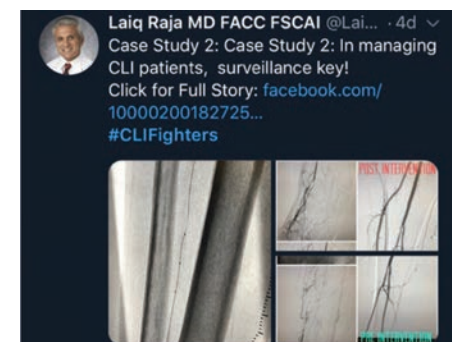 Laiq Raja MD FACC FSCAI @Lai... · 4d
Case Study 2: Case Study 2: In managing
CLI patients, surveillance key!
Click for Full Story: facebook.com/
10000200182725...
#CLIFighters
POST INTERVENTION